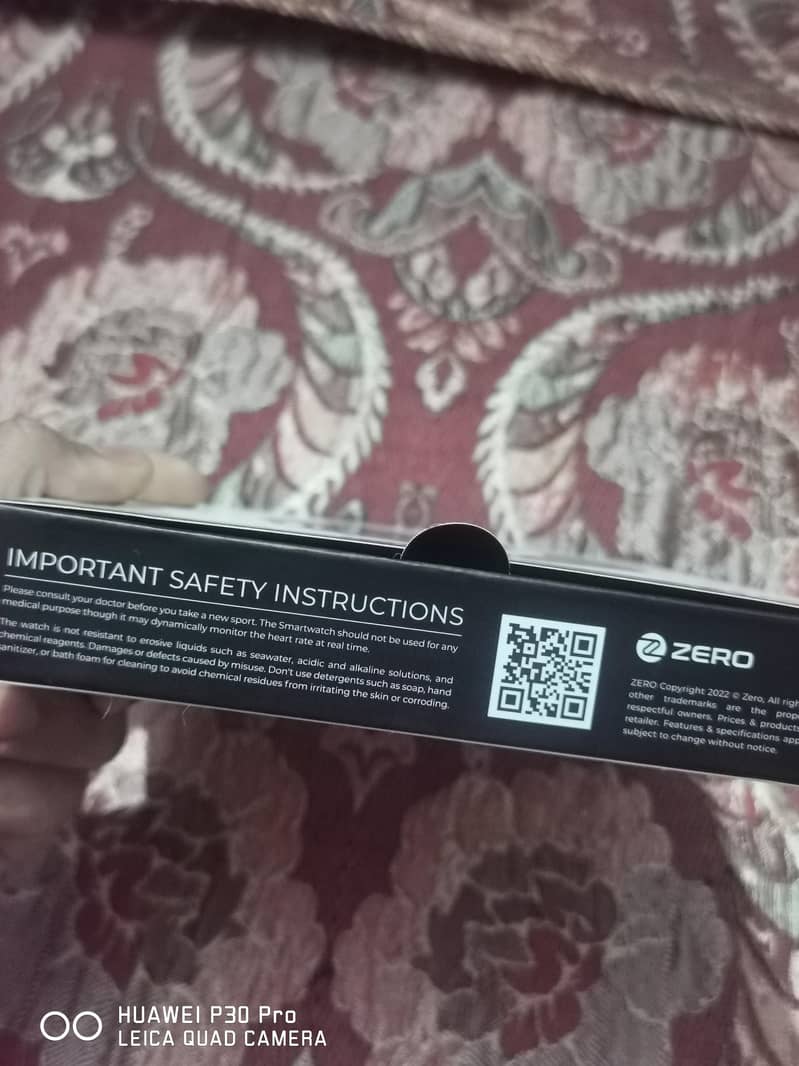 IMPORTANT SAFETY INSTRUCTIONS
Please consult your doctor before you take a new sport. The Smartwatch should not be used for any
medical purpose though it may dynamically monitor the heart rate at real time.
The watch is not resistant to erosive liquids such as seawater, acidic and alkaline solutions, and
chemical reagents. Damages or defects caused by misuse. Don't use detergents such as soap, hand
sanitizer, or bath foam for cleaning to avoid chemical residues from irritating the skin or corroding.
ZERO
ZERO Copyright 2022 © Zero, All righ
other trademarks are the prop
respectful owners. Prices & products
retailer. Features & specifications app
subject to change without notice.
HUAWEI P30 Pro
LEICA QUAD CAMERA